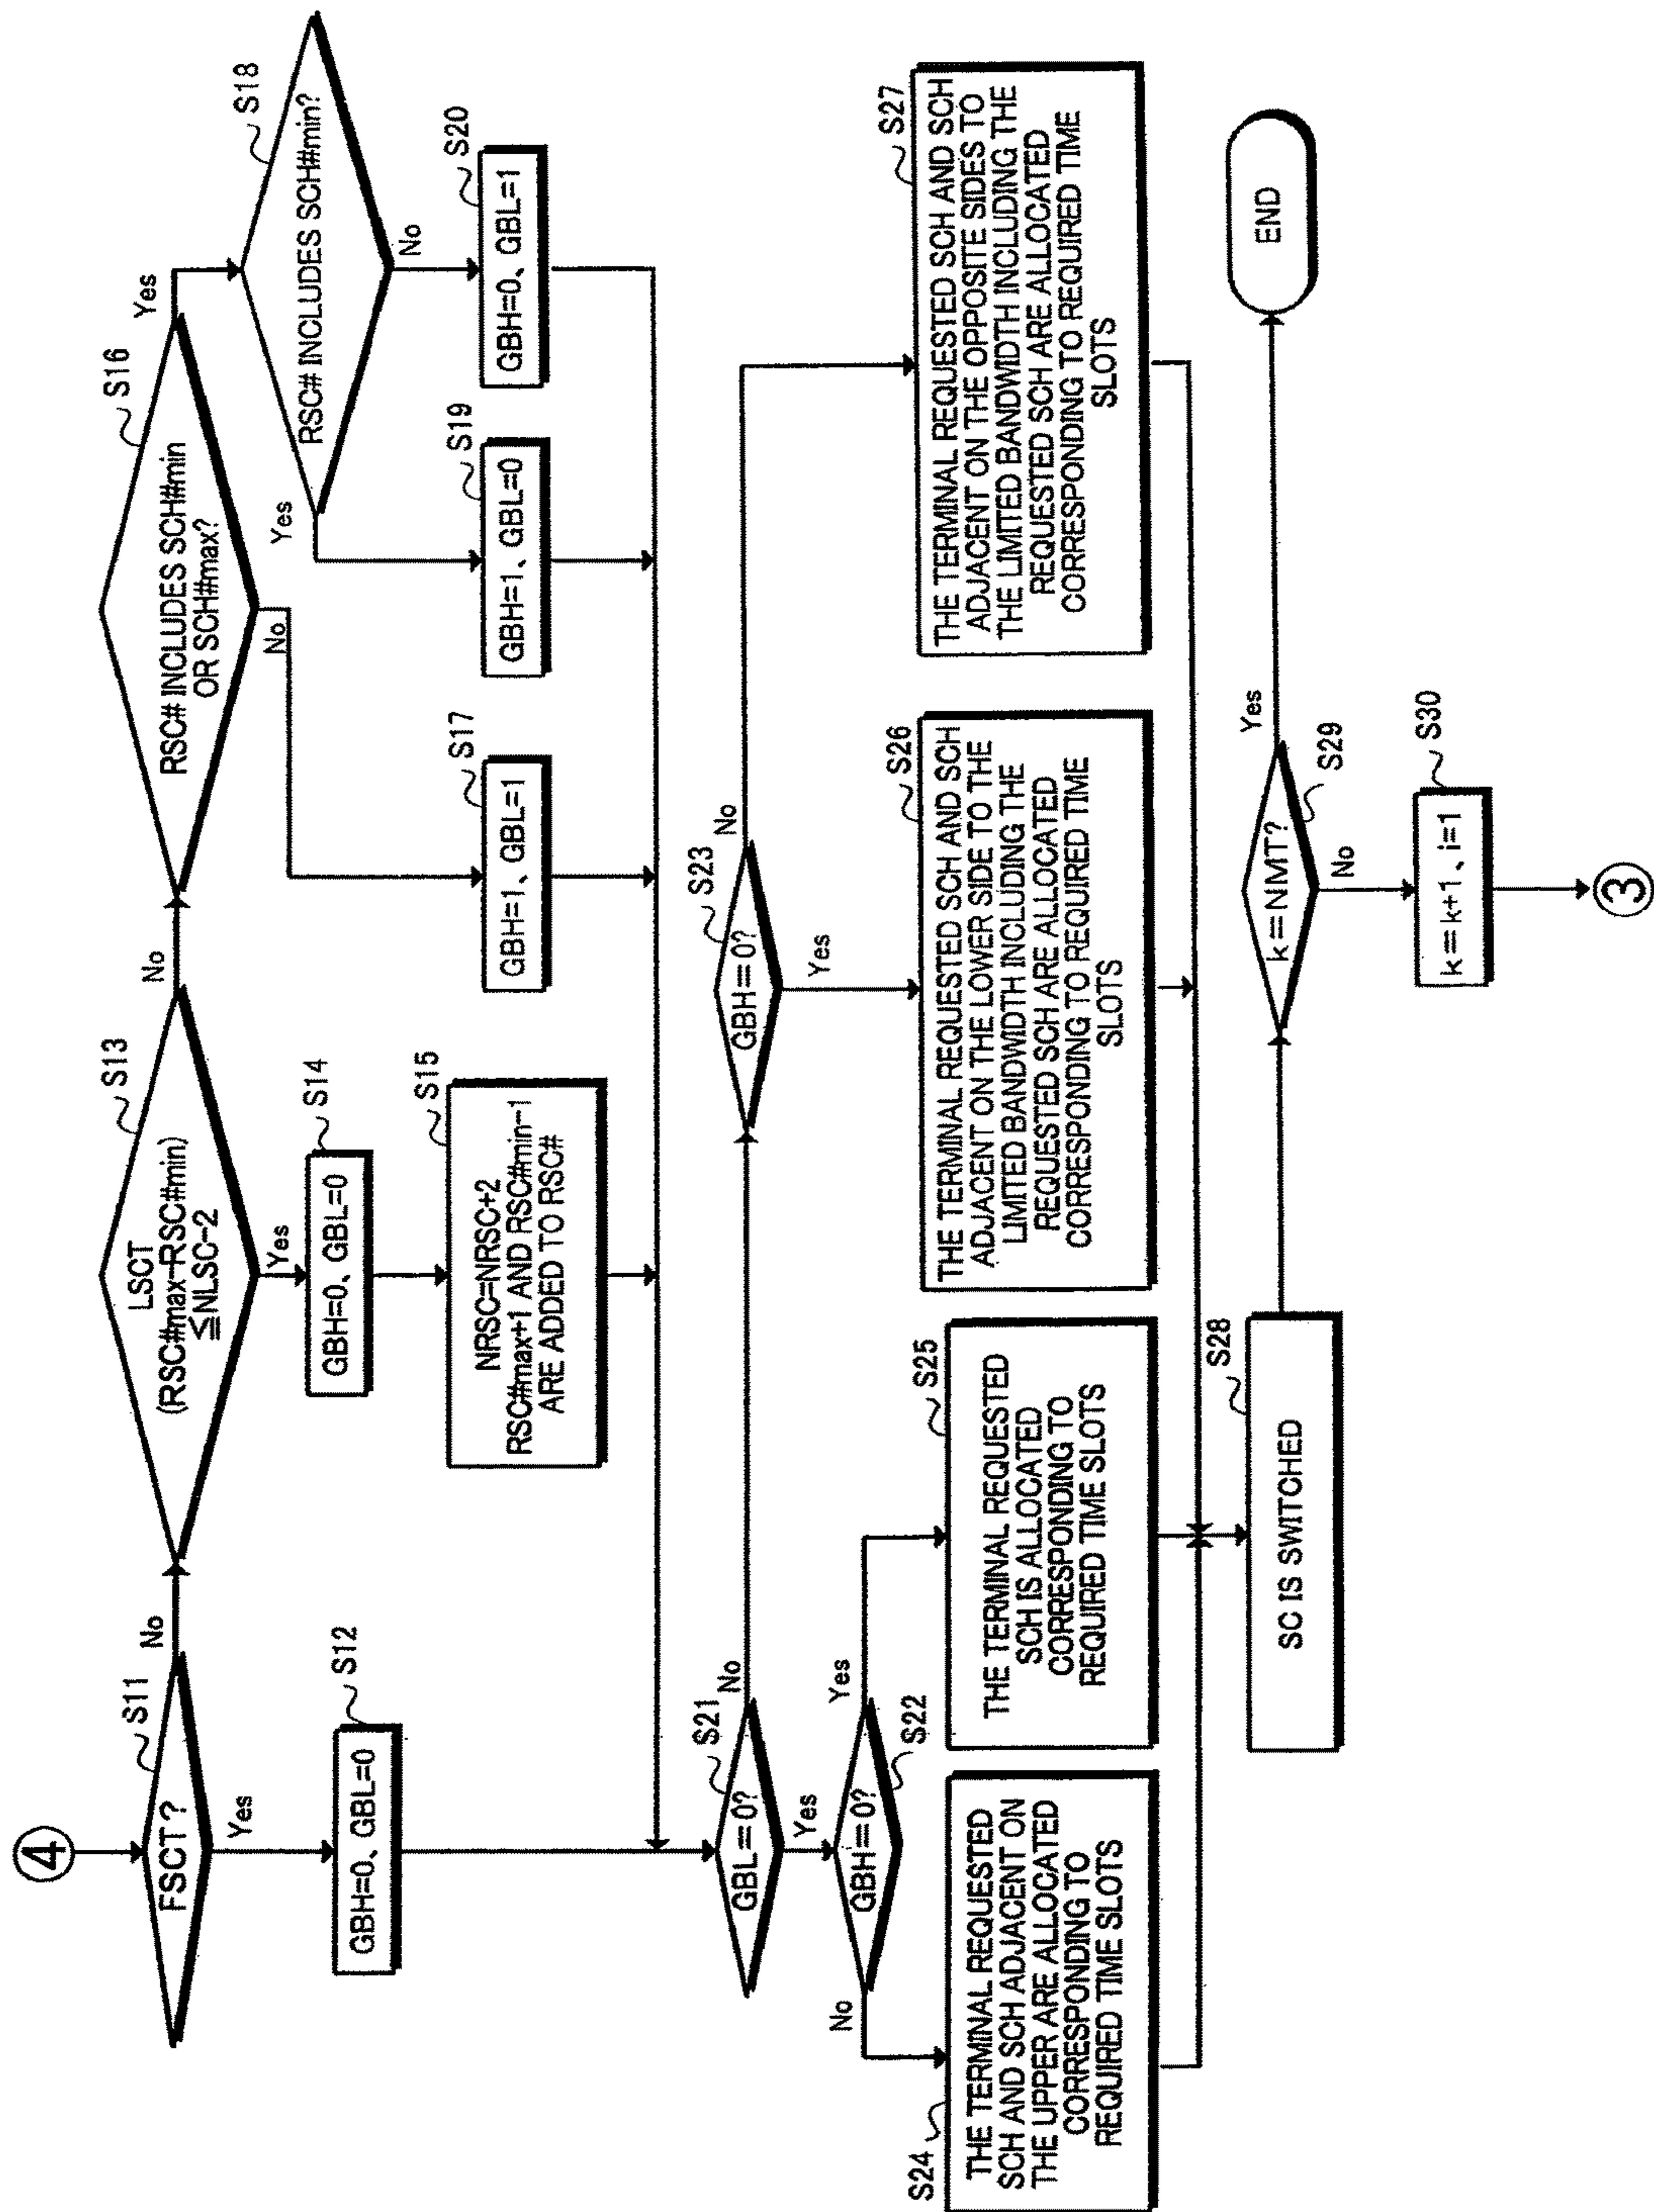 ④
FSCT?
S11
Yes
No
GBH=0、GBL=0
S12
LSCT
(RSC#max-RSC#min)
≦NLSC-2
S13
Yes
No
GBH=0、GBL=0
S14
NRSC=NRSC+2
RSC#max+1 AND RSC#min-1
ARE ADDED TO RSC#
S15
RSC# INCLUDES SCH#min
OR SCH#max?
S16
No
Yes
GBH=1、GBL=1
S17
RSC# INCLUDES SCH#min?
S18
Yes
No
GBH=1、GBL=0
S19
GBH=0、GBL=1
S20
GBL=0?
S21
Yes
No
GBH=0?
S22
No
Yes
GBH=0?
S23
Yes
No
THE TERMINAL REQUESTED
SCH AND SCH ADJACENT ON
THE UPPER ARE ALLOCATED
CORRESPONDING TO
REQUIRED TIME SLOTS
S24
THE TERMINAL REQUESTED
SCH IS ALLOCATED
CORRESPONDING TO
REQUIRED TIME SLOTS
S25
THE TERMINAL REQUESTED SCH AND SCH
ADJACENT ON THE LOWER SIDE TO THE
LIMITED BANDWIDTH INCLUDING THE
REQUESTED SCH ARE ALLOCATED
CORRESPONDING TO REQUIRED TIME
SLOTS
S26
THE TERMINAL REQUESTED SCH AND SCH
ADJACENT ON THE OPPOSITE SIDES TO
THE LIMITED BANDWIDTH INCLUDING THE
REQUESTED SCH ARE ALLOCATED
CORRESPONDING TO REQUIRED TIME
SLOTS
S27
SC IS SWITCHED
S28
k=NMT?
S29
Yes
No
END
k=k+1、i=1
S30
③